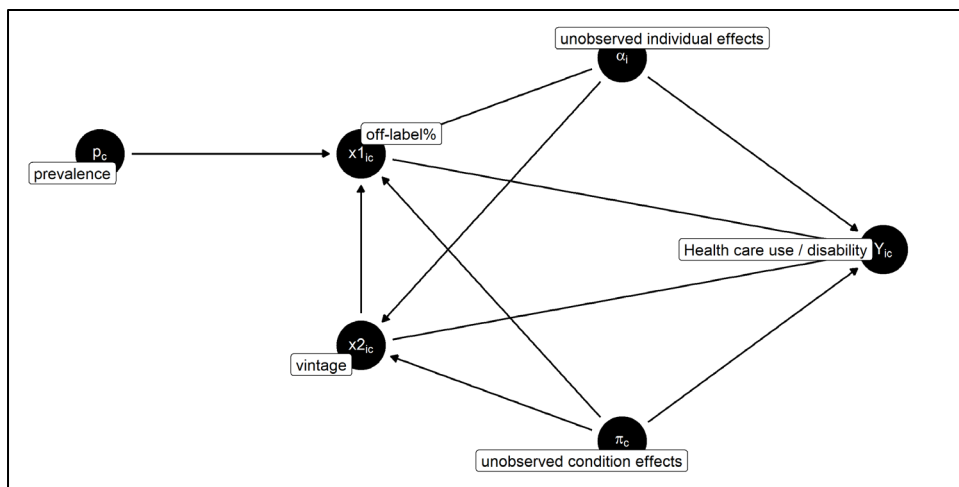 unobserved individual effects
αi
off-label%
x1ic
pc
prevalence
Health care use / disability
Yic
x2ic
vintage
πc
unobserved condition effects